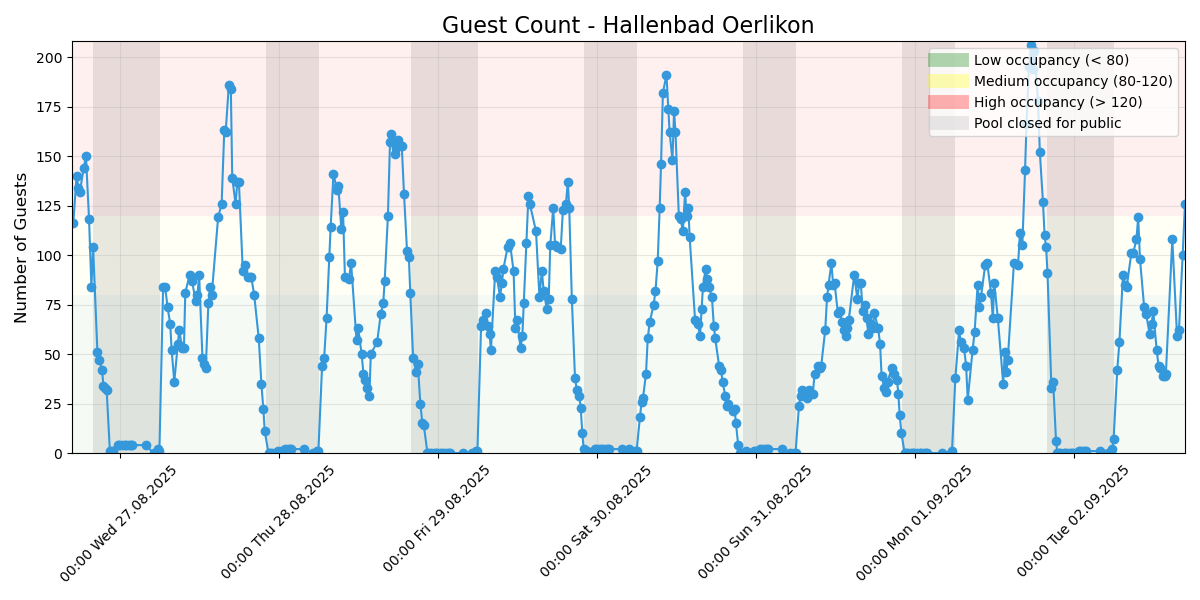 Guest Count - Hallenbad Oerlikon
Number of Guests
200
175
150
125
100
75
50
25
0
Low occupancy (< 80)
Medium occupancy (80-120)
High occupancy (> 120)
Pool closed for public
00:00 Wed 27.08.2025
00:00 Thu 28.08.2025
00:00 Fri 29.08.2025
00:00 Sat 30.08.2025
00:00 Sun 31.08.2025
00:00 Mon 01.09.2025
00:00 Tue 02.09.2025